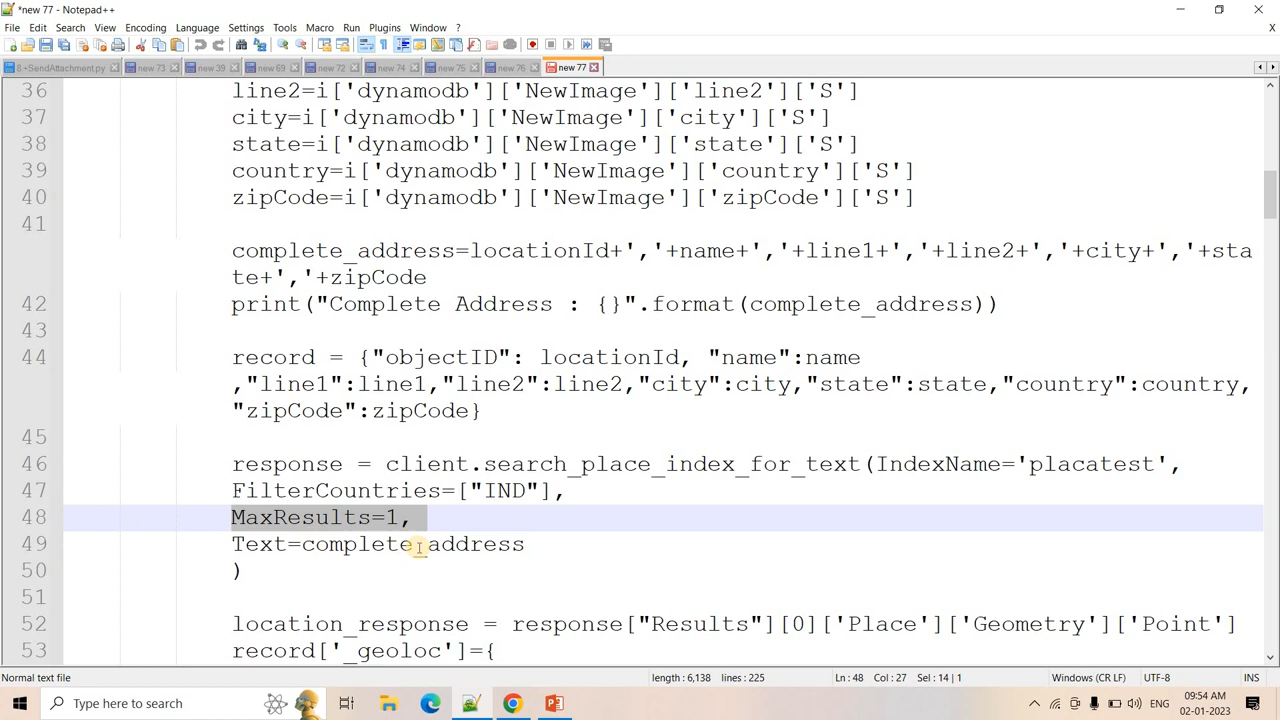 *new 77 - Notepad++
File Edit Search View Encoding Language Settings Tools Macro Run Plugins Window ? X
8.+SendAttachment.py new 73 new 39 new 69 new 72 new 74 new 75 new 76 new 77
36 line2=i['dynamodb']['NewImage']['line2']['S']
37 city=i['dynamodb']['NewImage']['city']['S']
38 state=i['dynamodb']['NewImage']['state']['S']
39 country=i['dynamodb']['NewImage']['country']['S']
40 zipCode=i['dynamodb']['NewImage']['zipCode']['S']
41
complete_address=locationId+','+name+','+line1+','+line2+','+city+','+sta
te+','+zipCode
42 print("Complete Address : {}".format(complete_address))
43
44 record = {"objectID": locationId, "name":name
,"line1":line1,"line2":line2,"city":city,"state":state,"country":country,
"zipCode":zipCode}
45
46 response = client.search_place_index_for_text(IndexName='placatest',
47 FilterCountries=["IND"],
48 MaxResults=1,
49 Text=complete_address
50 )
51
52 location_response = response["Results"][0]['Place']['Geometry']['Point']
53 record['_geoloc']={
Normal text file length : 6,138 lines : 225 Ln : 48 Col : 27 Sel : 14 | 1 Windows (CR LF) UTF-8 INS
Type here to search ENG 09:54 AM
02-01-2023